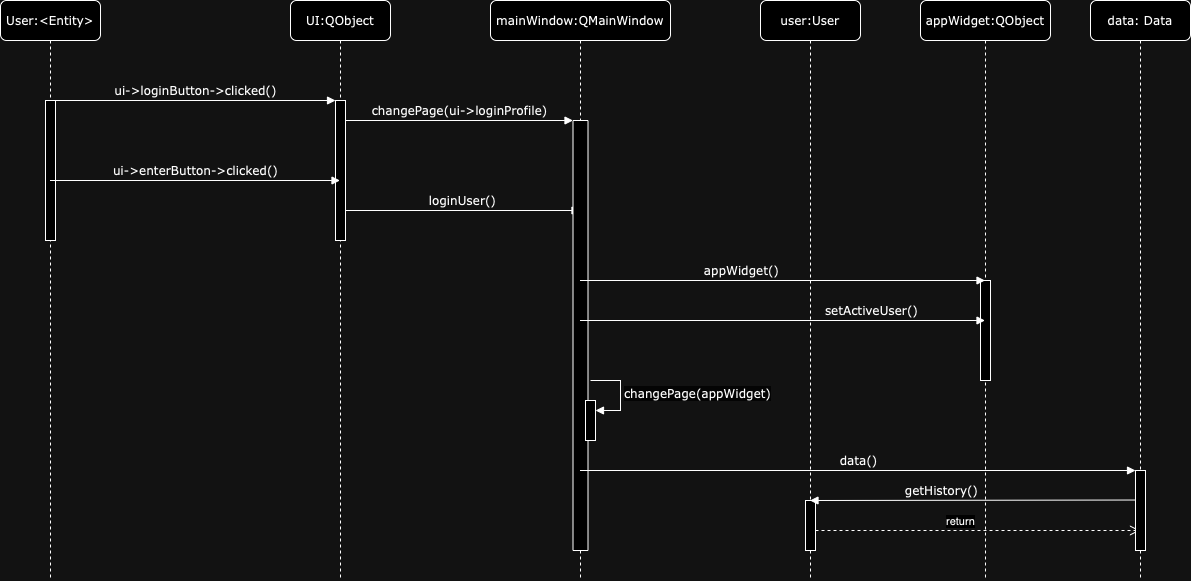 User:<Entity>
UI:QObject
mainWindow:QMainWindow
user:User
appWidget:QObject
data: Data
ui->loginButton->clicked()
changePage(ui->loginProfile)
ui->enterButton->clicked()
loginUser()
appWidget()
setActiveUser()
changePage(appWidget)
data()
getHistory()
return